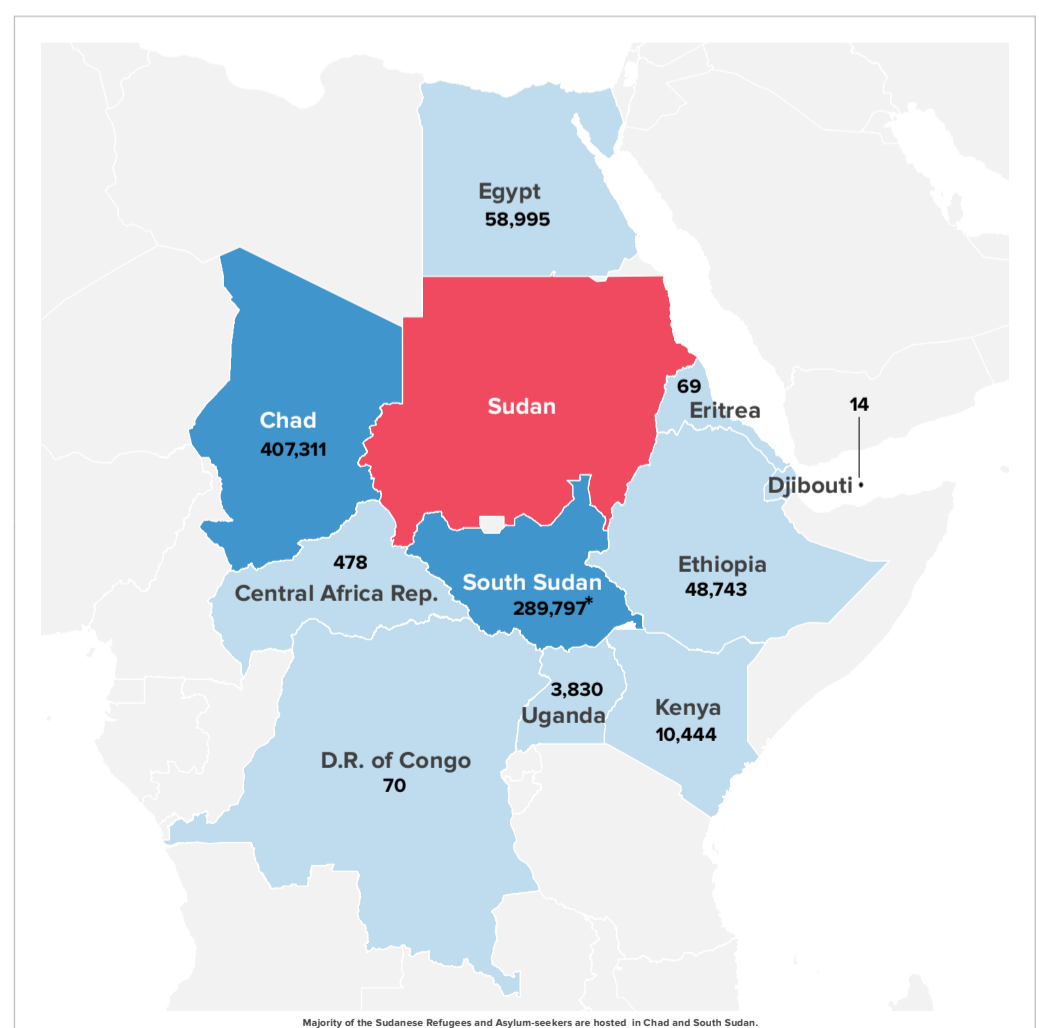 Egypt
58,995
Sudan
Chad
407,311
69
Eritrea
14
Djibouti
478
Central Africa Rep.
South Sudan
289,797*
Ethiopia
48,743
3,830
Uganda
Kenya
10,444
D.R. of Congo
70
Majority of the Sudanese Refugees and Asylum-seekers are hosted in Chad and South Sudan.